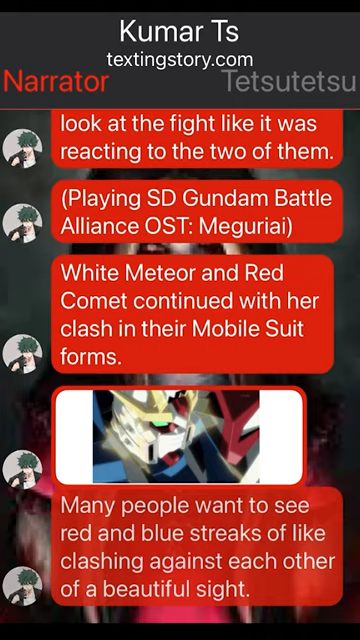 Kumar Ts
textingstory.com
Narrator Tetsutetsu
look at the fight like it was
reacting to the two of them.
(Playing SD Gundam Battle
Alliance OST: Meguriai)
White Meteor and Red
Comet continued with her
clash in their Mobile Suit
forms.
Many people want to see
red and blue streaks of like
clashing against each other
of a beautiful sight.